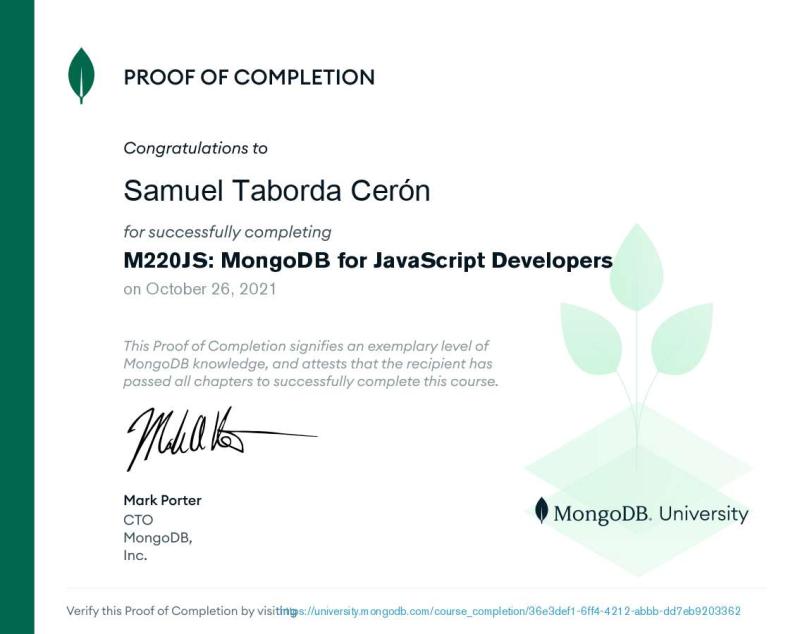 PROOF OF COMPLETION
Congratulations to
Samuel Taborda Cerón
for successfully completing
M220JS: MongoDB for JavaScript Developers
on October 26, 2021
This Proof of Completion signifies an exemplary level of
MongoDB knowledge, and attests that the recipient has
passed all chapters to successfully complete this course.
Mark Porter
CTO
MongoDB,
Inc.
MongoDB. University
Verify this Proof of Completion by visiting https://university.mongodb.com/course_completion/36e3def1-6ff4-4212-abbb-dd7eb9203362